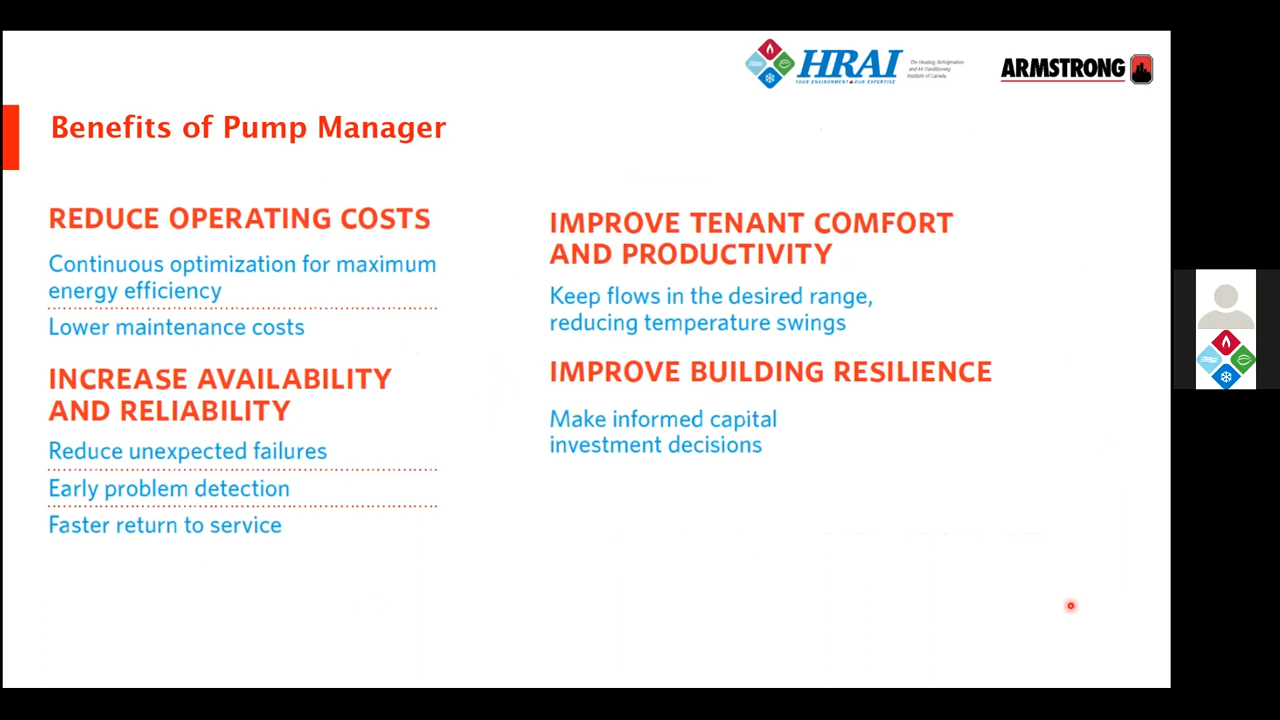 HRAI
YOUR ENVIRONMENT OUR EXPERTISE
The Heating, Refrigeration
and Air Conditioning
Institute of Canada
ARMSTRONG
Benefits of Pump Manager
REDUCE OPERATING COSTS
Continuous optimization for maximum
energy efficiency
Lower maintenance costs
INCREASE AVAILABILITY
AND RELIABILITY
Reduce unexpected failures
Early problem detection
Faster return to service
IMPROVE TENANT COMFORT
AND PRODUCTIVITY
Keep flows in the desired range,
reducing temperature swings
IMPROVE BUILDING RESILIENCE
Make informed capital
investment decisions